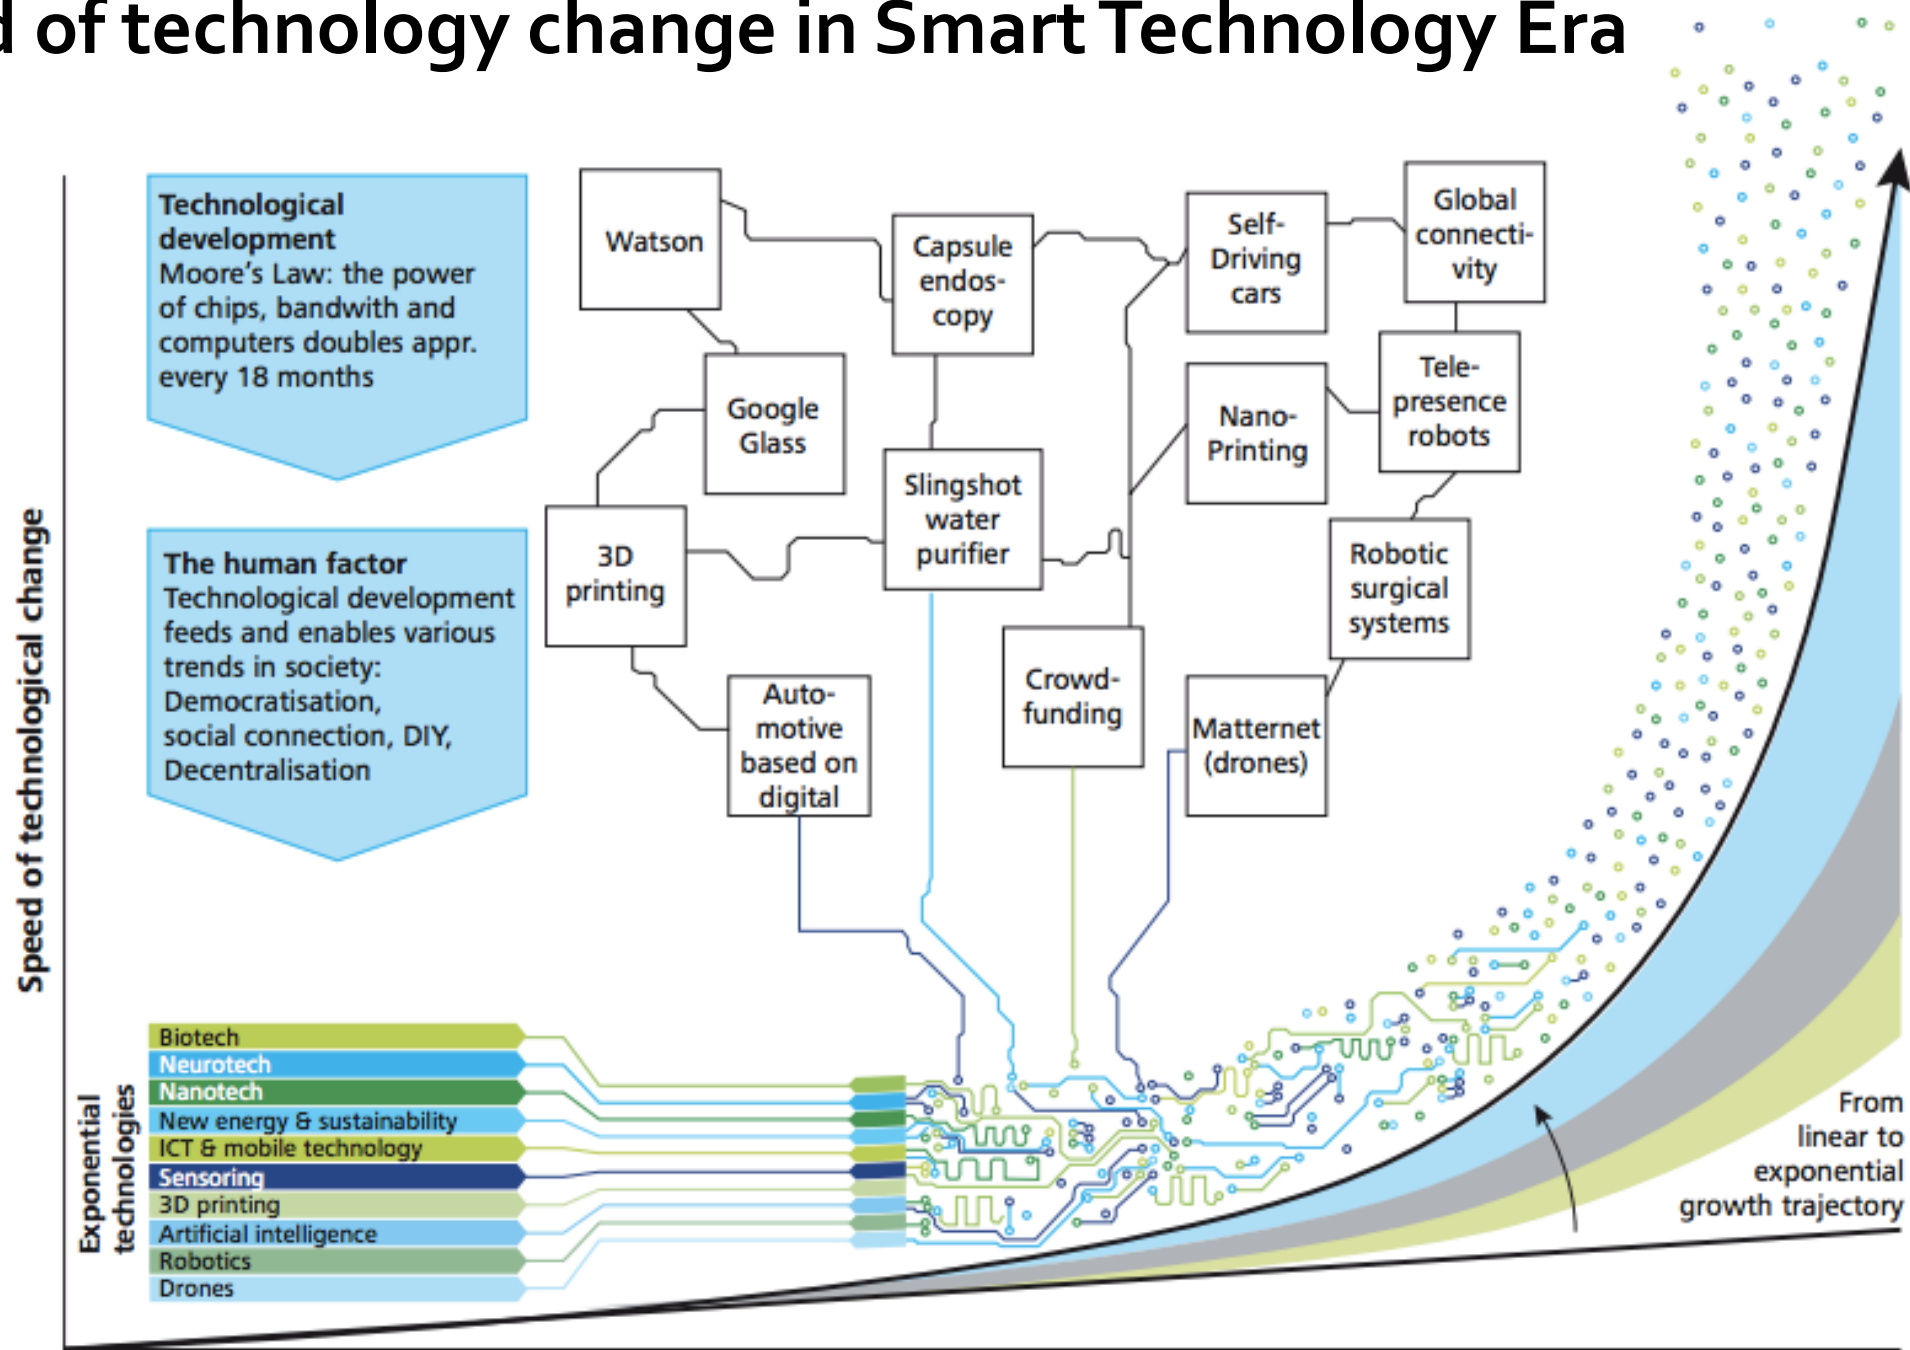 of technology change in Smart Technology Era
Technological
development
Moore’s Law: the power
of chips, bandwith and
computers doubles appr.
every 18 months
The human factor
Technological development
feeds and enables various
trends in society:
Democratisation,
social connection, DIY,
Decentralisation
Speed of technological change
Watson
Google
Glass
3D
printing
Auto-
motive
based on
digital
Capsule
endos-
copy
Slingshot
water
purifier
Crowd-
funding
Self-
Driving
cars
Nano-
Printing
Matternet
(drones)
Global
connecti-
vity
Tele-
presence
robots
Robotic
surgical
systems
Exponential
technologies
Biotech
Neurotech
Nanotech
New energy & sustainability
ICT & mobile technology
Sensoring
3D printing
Artificial intelligence
Robotics
Drones
From
linear to
exponential
growth trajectory